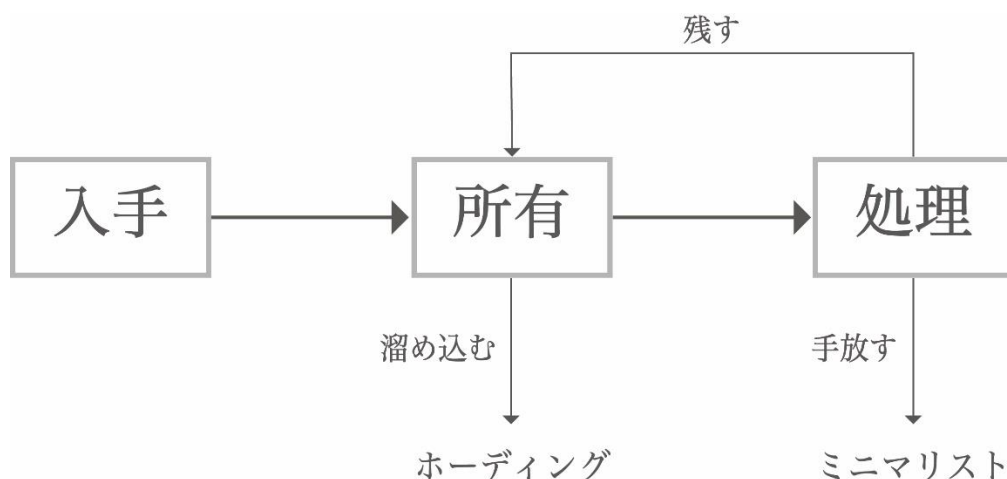 残す
入手
所有
処理
溜め込む
手放す
ホーディング
ミニマリスト